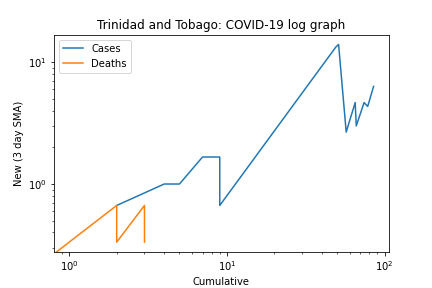 Trinidad and Tobago: COVID-19 log graph
Cases
Deaths
New (3 day SMA)
10¹
10⁰
10⁰ 10¹ 10²
Cumulative